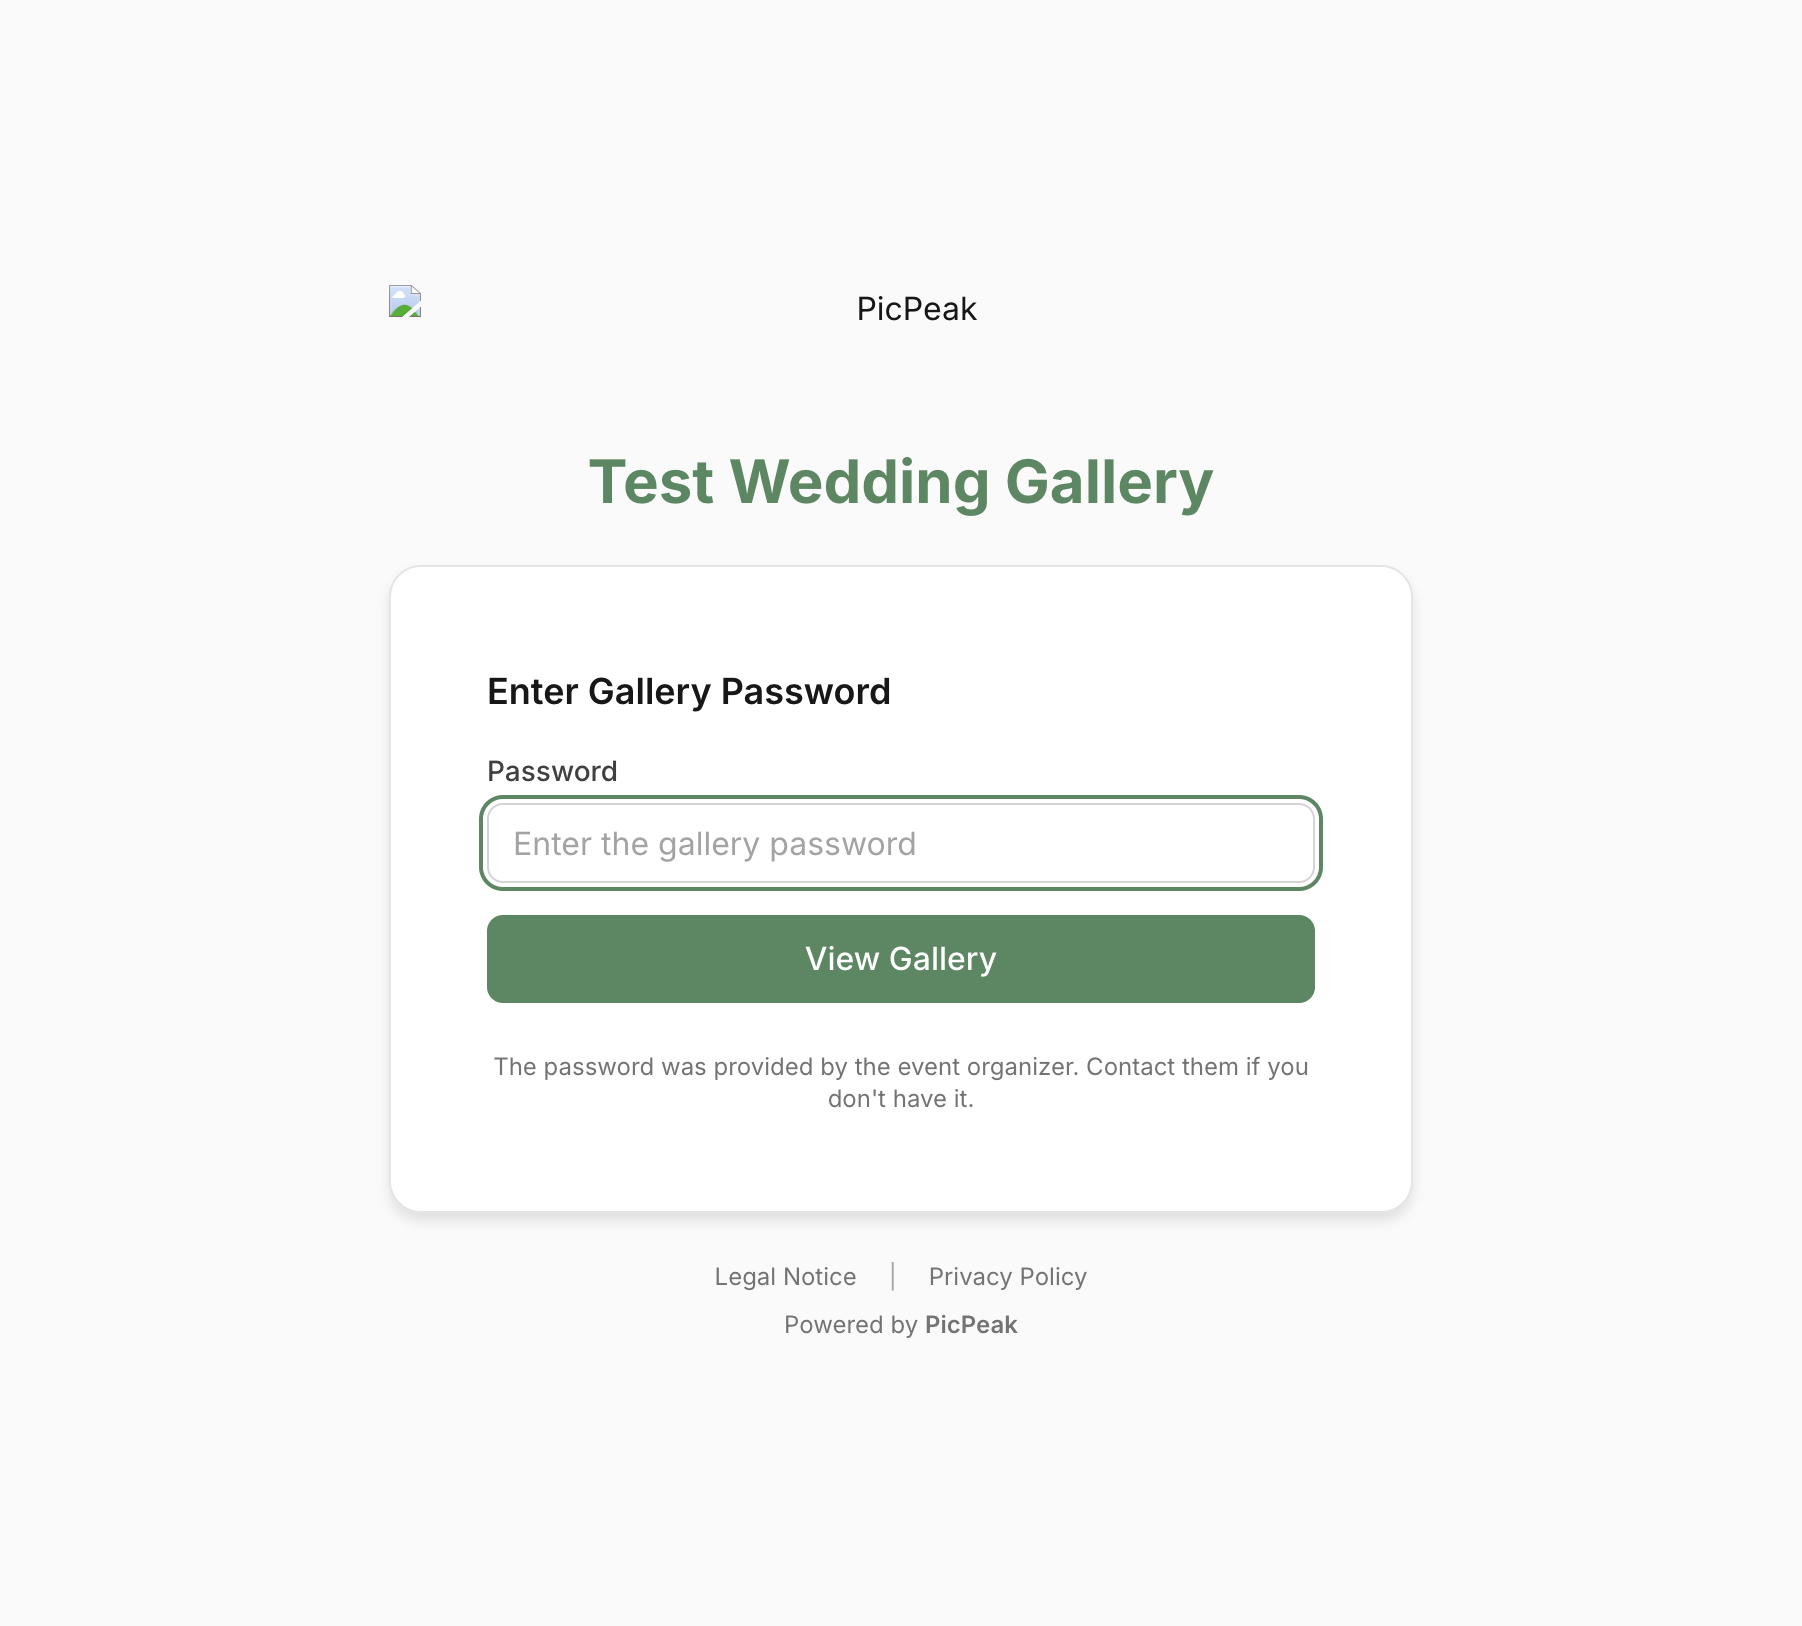 PicPeak
Test Wedding Gallery
Enter Gallery Password
Password
Enter the gallery password
View Gallery
The password was provided by the event organizer. Contact them if you
don't have it.
Legal Notice | Privacy Policy
Powered by PicPeak